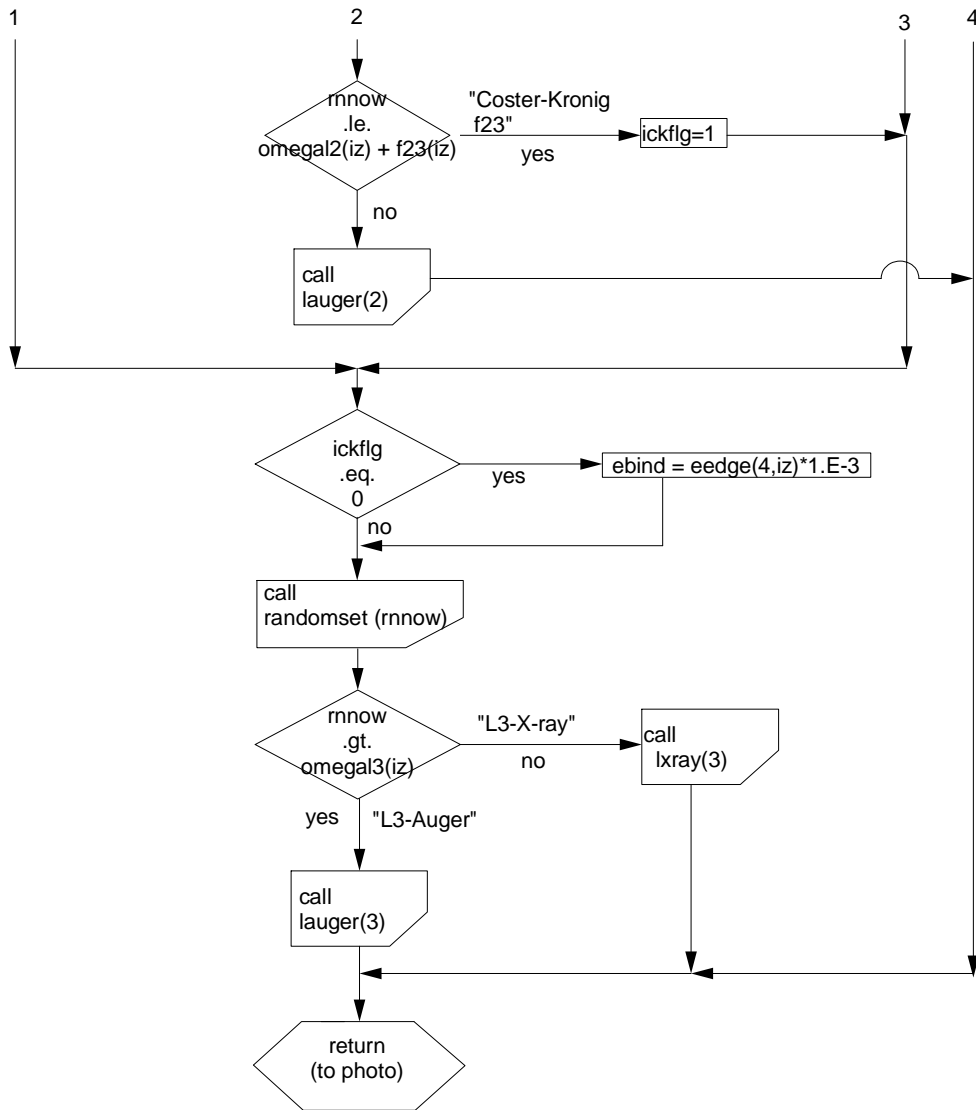 1
2
3
4
rnnow
.le.
omegal2(iz) + f23(iz)
"Coster-Kronig
f23"
yes
ickflg=1
no
call
lauger(2)
ickflg
.eq.
0
yes
ebind = eedge(4,iz)*1.E-3
no
call
randomset (rnnow)
rnnow
.gt.
omegal3(iz)
"L3-X-ray"
no
call
lxray(3)
yes
"L3-Auger"
call
lauger(3)
return
(to photo)